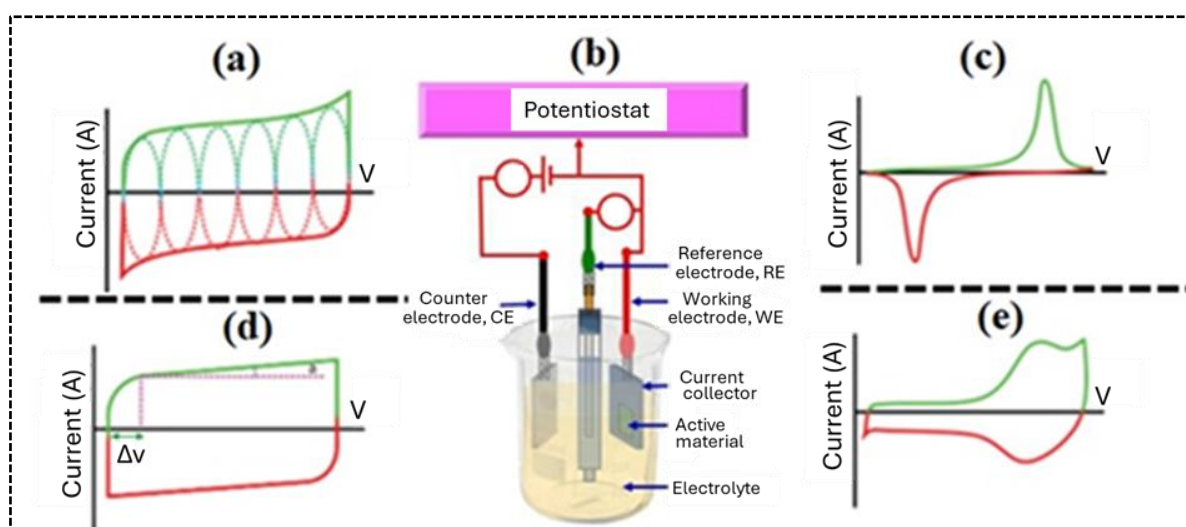 (a)
(b)
(c)
Potentiostat
Current (A)
V
Current (A)
V
Reference
electrode, RE
Counter
electrode, CE
Working
electrode, WE
(d)
(e)
Current (A)
V
Δv
Current
collector
Active
material
Electrolyte
Current (A)
V